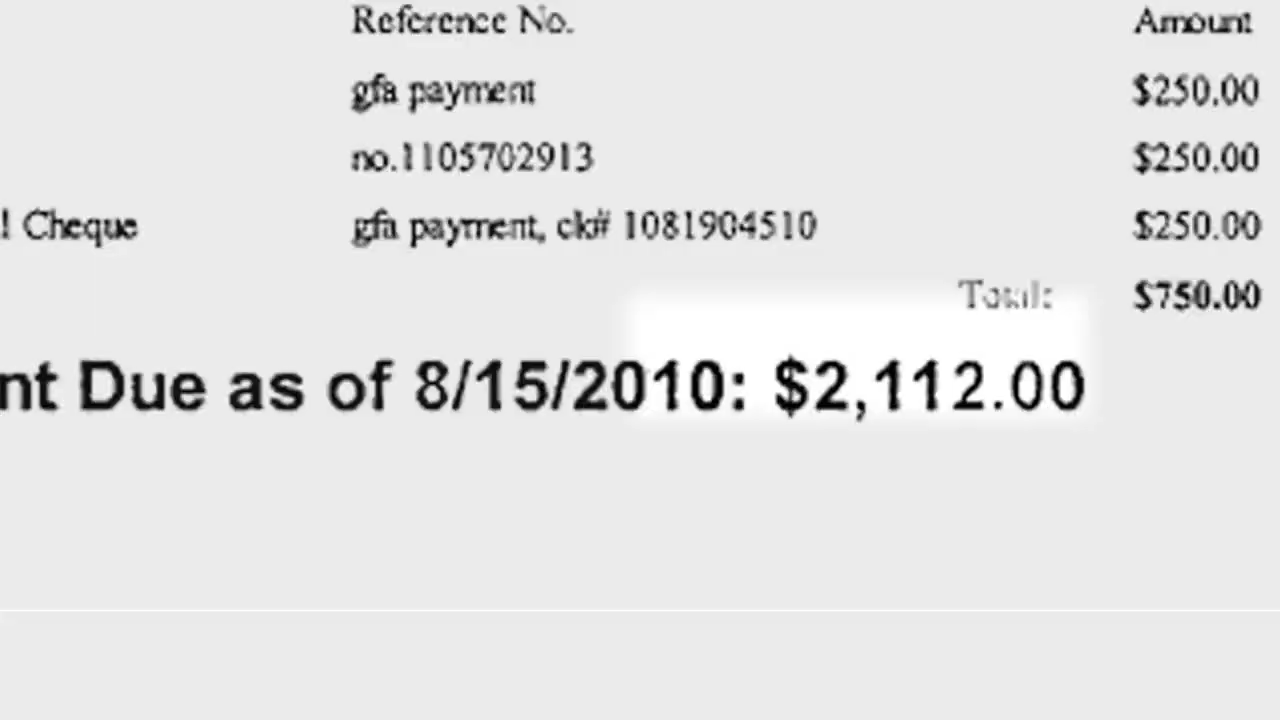 Reference No. Amount
gfa payment $250.00
no.1105702913 $250.00
! Cheque gfa payment, ck# 1081904510 $250.00
Total: $750.00
nt Due as of 8/15/2010: $2,112.00